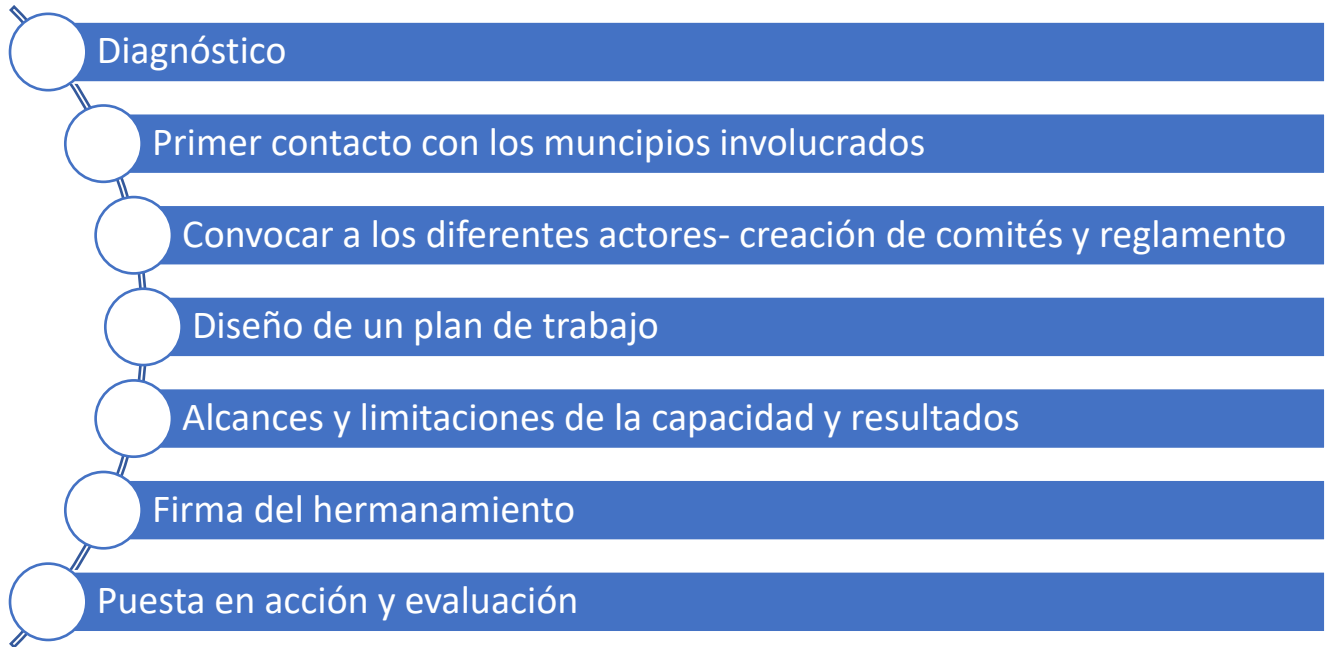 Diagnóstico
Primer contacto con los muncipios involucrados
Convocar a los diferentes actores- creación de comités y reglamento
Diseño de un plan de trabajo
Alcances y limitaciones de la capacidad y resultados
Firma del hermanamiento
Puesta en acción y evaluación